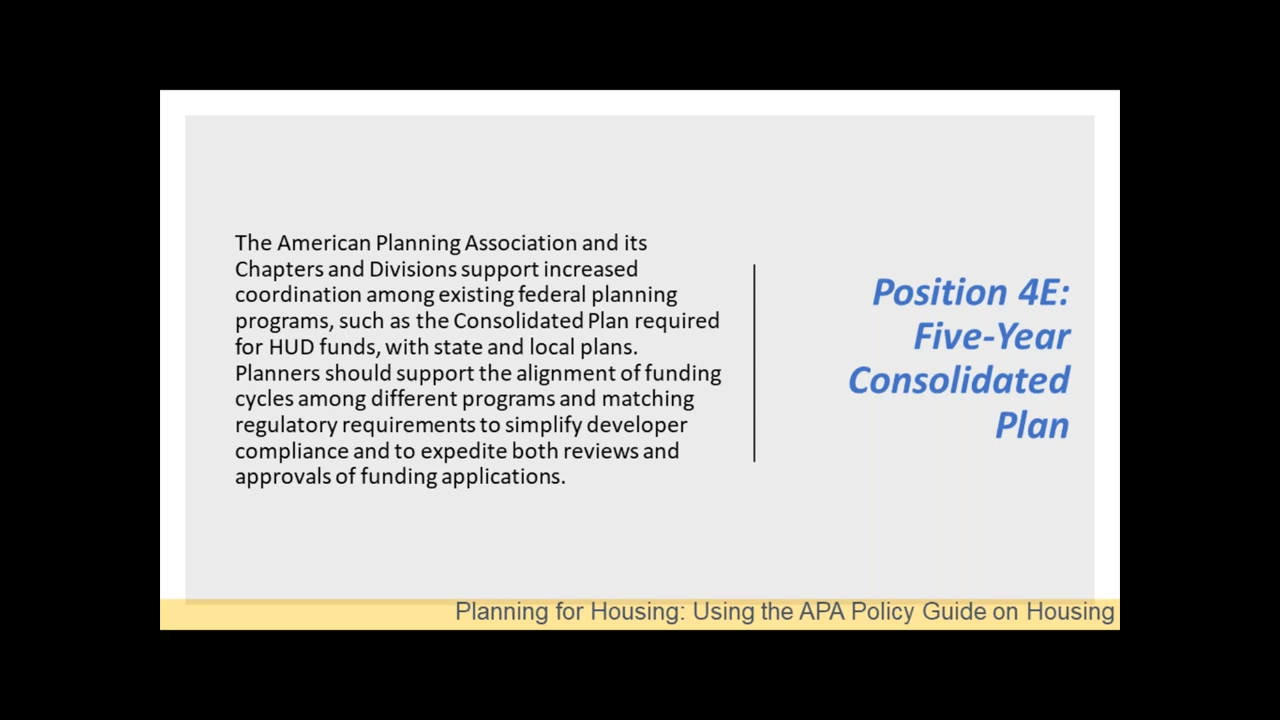 The American Planning Association and its
Chapters and Divisions support increased
coordination among existing federal planning
programs, such as the Consolidated Plan required
for HUD funds, with state and local plans.
Planners should support the alignment of funding
cycles among different programs and matching
regulatory requirements to simplify developer
compliance and to expedite both reviews and
approvals of funding applications.
Position 4E:
Five-Year
Consolidated
Plan
Planning for Housing: Using the APA Policy Guide on Housing